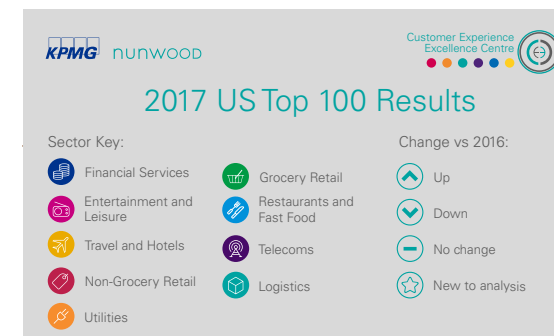 KPMG nunwood
Customer Experience
Excellence Centre
2017 US Top 100 Results
Sector Key:
Financial Services
Entertainment and
Leisure
Travel and Hotels
Non-Grocery Retail
Utilities
Grocery Retail
Restaurants and
Fast Food
Telecoms
Logistics
Change vs 2016:
Up
Down
No change
New to analysis